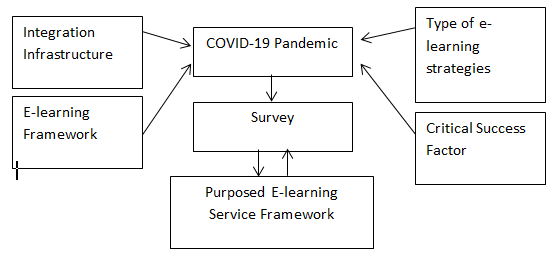 Integration
Infrastructure
COVID-19 Pandemic
Type of e-
learning
strategies
E-learning
Framework
Survey
Critical Success
Factor
Purposed E-learning
Service Framework